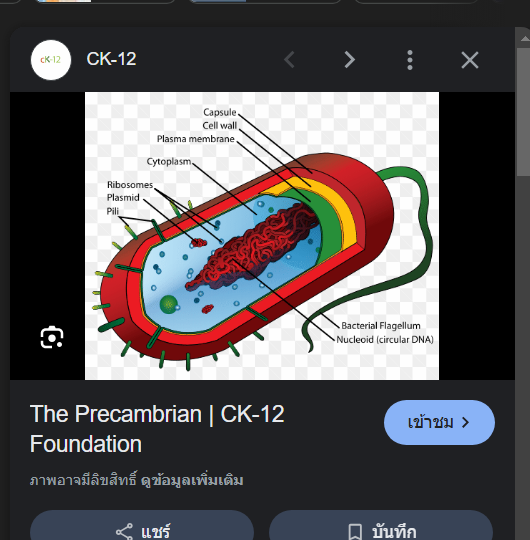 cK-12
CK-12
Capsule
Cell wall
Plasma membrane
Cytoplasm
Ribosomes
Plasmid
Pili
Bacterial Flagellum
Nucleoid (circular DNA)
The Precambrian | CK-12
Foundation
เข้าชม
ภาพอาจมีลิขสิทธิ์ ดูข้อมูลเพิ่มเติม
แชร์
บันทึก